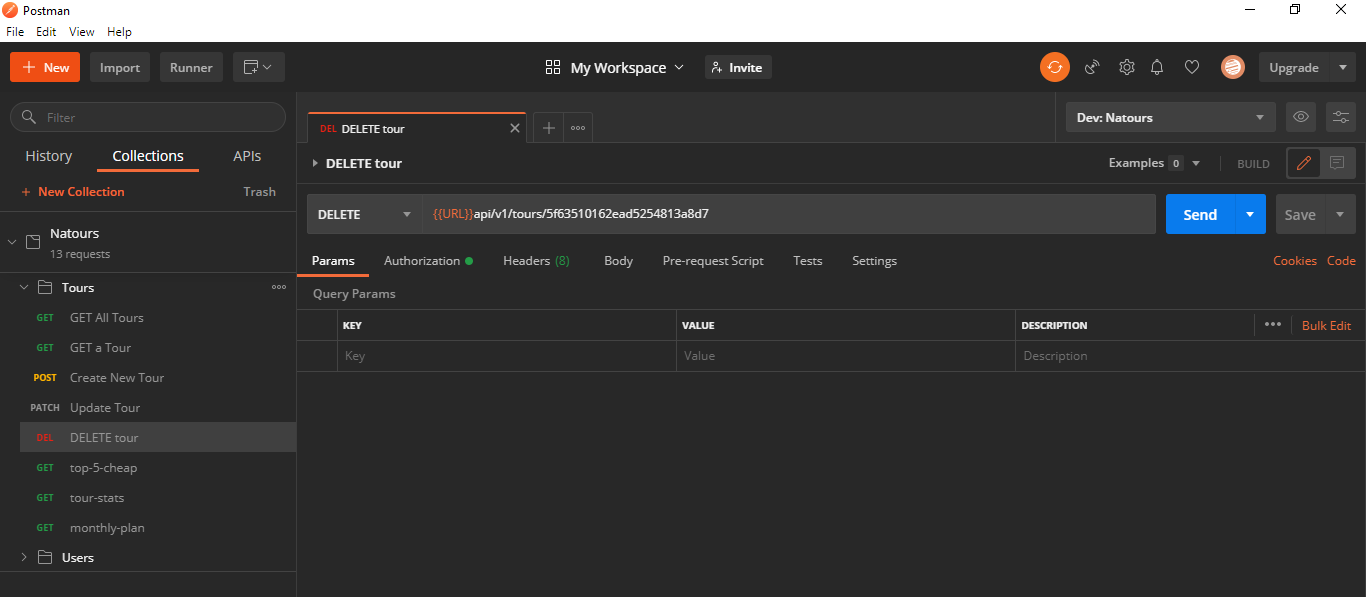 Postman
File Edit View Help
New Import Runner My Workspace Invite Upgrade
Filter
History Collections APIs
New Collection Trash
Natours
13 requests
Tours
GET GET All Tours
GET GET a Tour
POST Create New Tour
PATCH Update Tour
DEL DELETE tour
GET top-5-cheap
GET tour-stats
GET monthly-plan
Users
DEL DELETE tour Dev: Natours
DELETE tour Examples 0 BUILD
DELETE {{URL}}api/v1/tours/5f63510162ead5254813a8d7 Send Save
Params Authorization Headers (8) Body Pre-request Script Tests Settings Cookies Code
Query Params
KEY VALUE DESCRIPTION Bulk Edit
Key Value Description